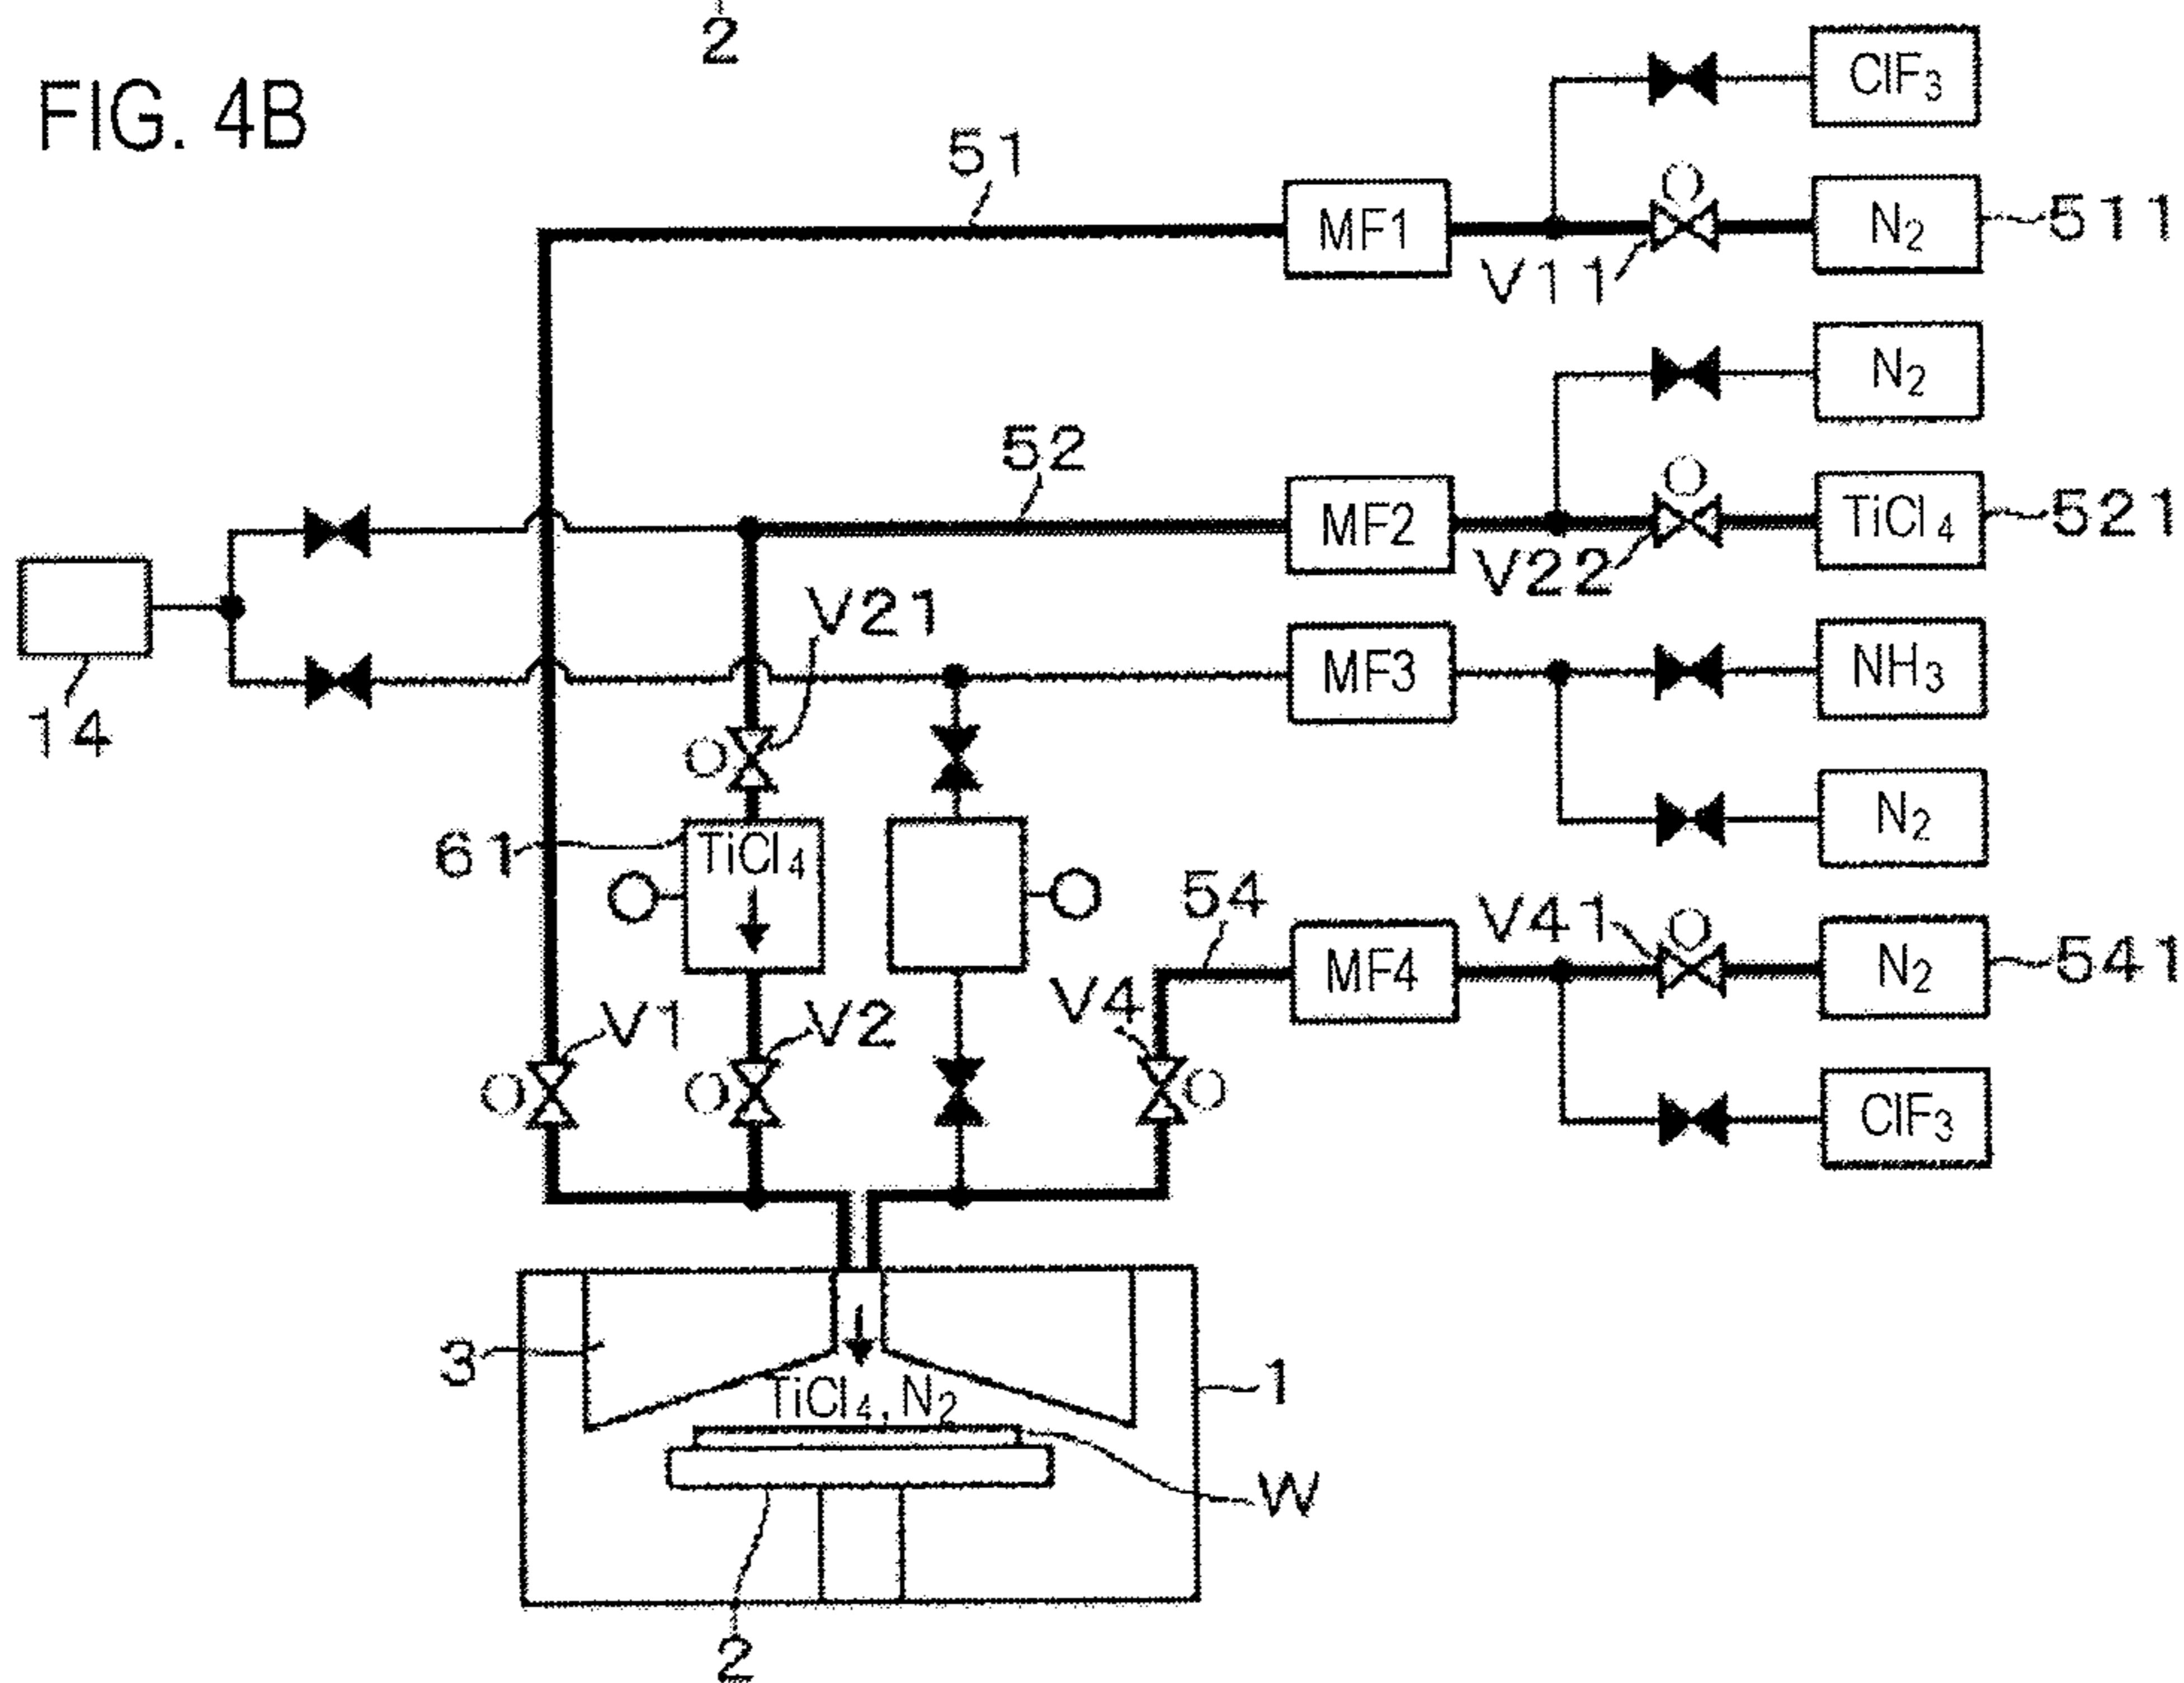 2
FIG. 4B
ClF3
51
MF1
N2
511
V11
N2
52
MF2
TiCl4
521
V22
V21
14
MF3
NH3
N2
61
TiCl4
54
MF4
V41
N2
541
V1
V2
V4
ClF3
3
TiCl4, N2
1
W
2